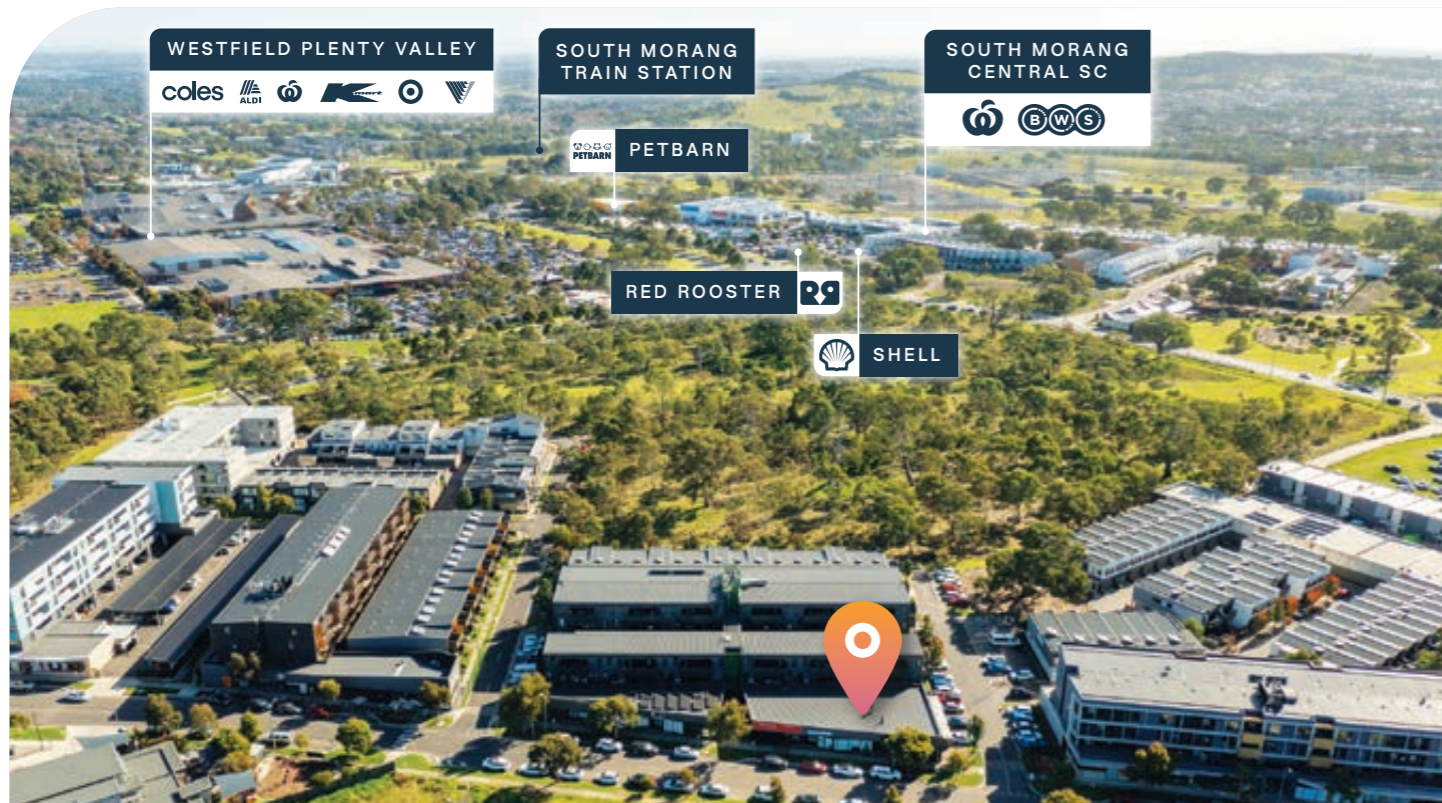 WESTFIELD PLENTY VALLEY
coles
ALDI
Kmart
SOUTH MORANG
TRAIN STATION
SOUTH MORANG
CENTRAL SC
BWS
PETBARN
PETBARN
RED ROOSTER
SHELL